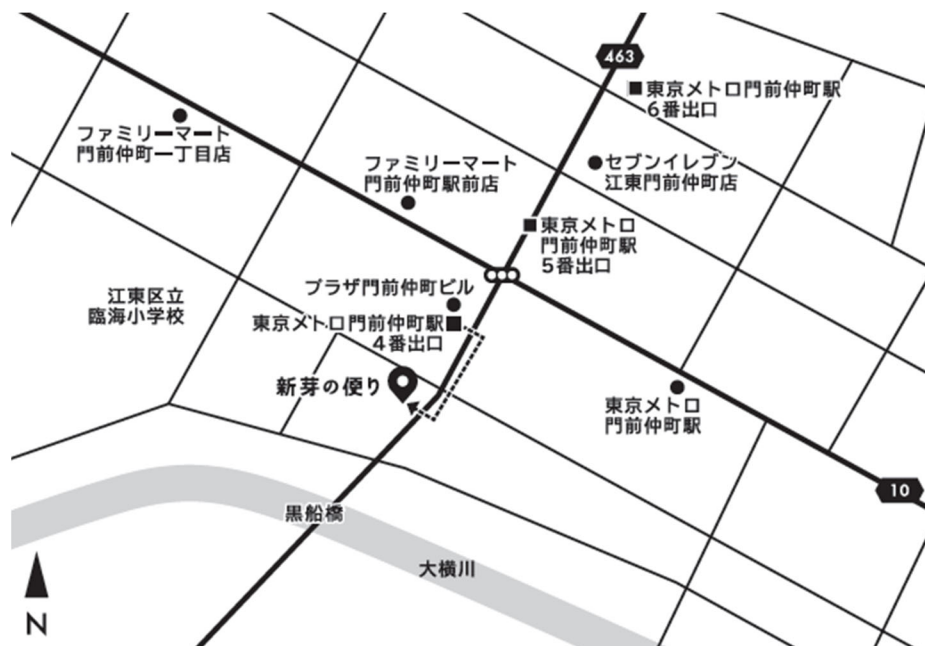 463
東京メトロ門前仲町駅
6番出口
ファミリーマート
門前仲町一丁目店
ファミリーマート
門前仲町駅前店
セブンイレブン
江東門前仲町店
東京メトロ
門前仲町駅
5番出口
プラザ門前仲町ビル
江東区立
臨海小学校
東京メトロ門前仲町駅
4番出口
新芽の便り
東京メトロ
門前仲町駅
10
黒船橋
大横川
N